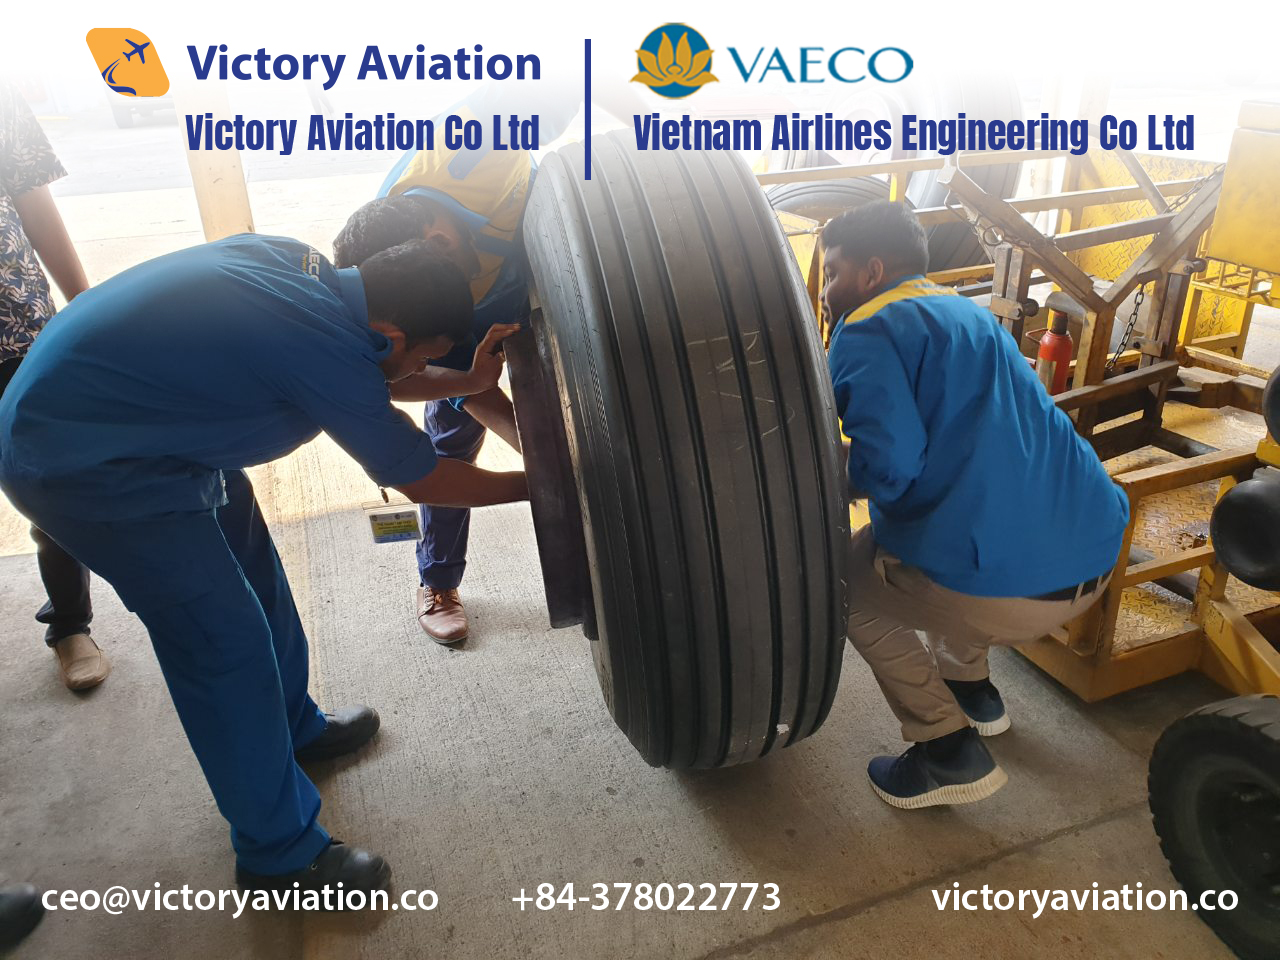 Victory Aviation
VAECO
Victory Aviation Co Ltd
Vietnam Airlines Engineering Co Ltd
ceo@victoryaviation.co
+84-378022773
victoryaviation.co